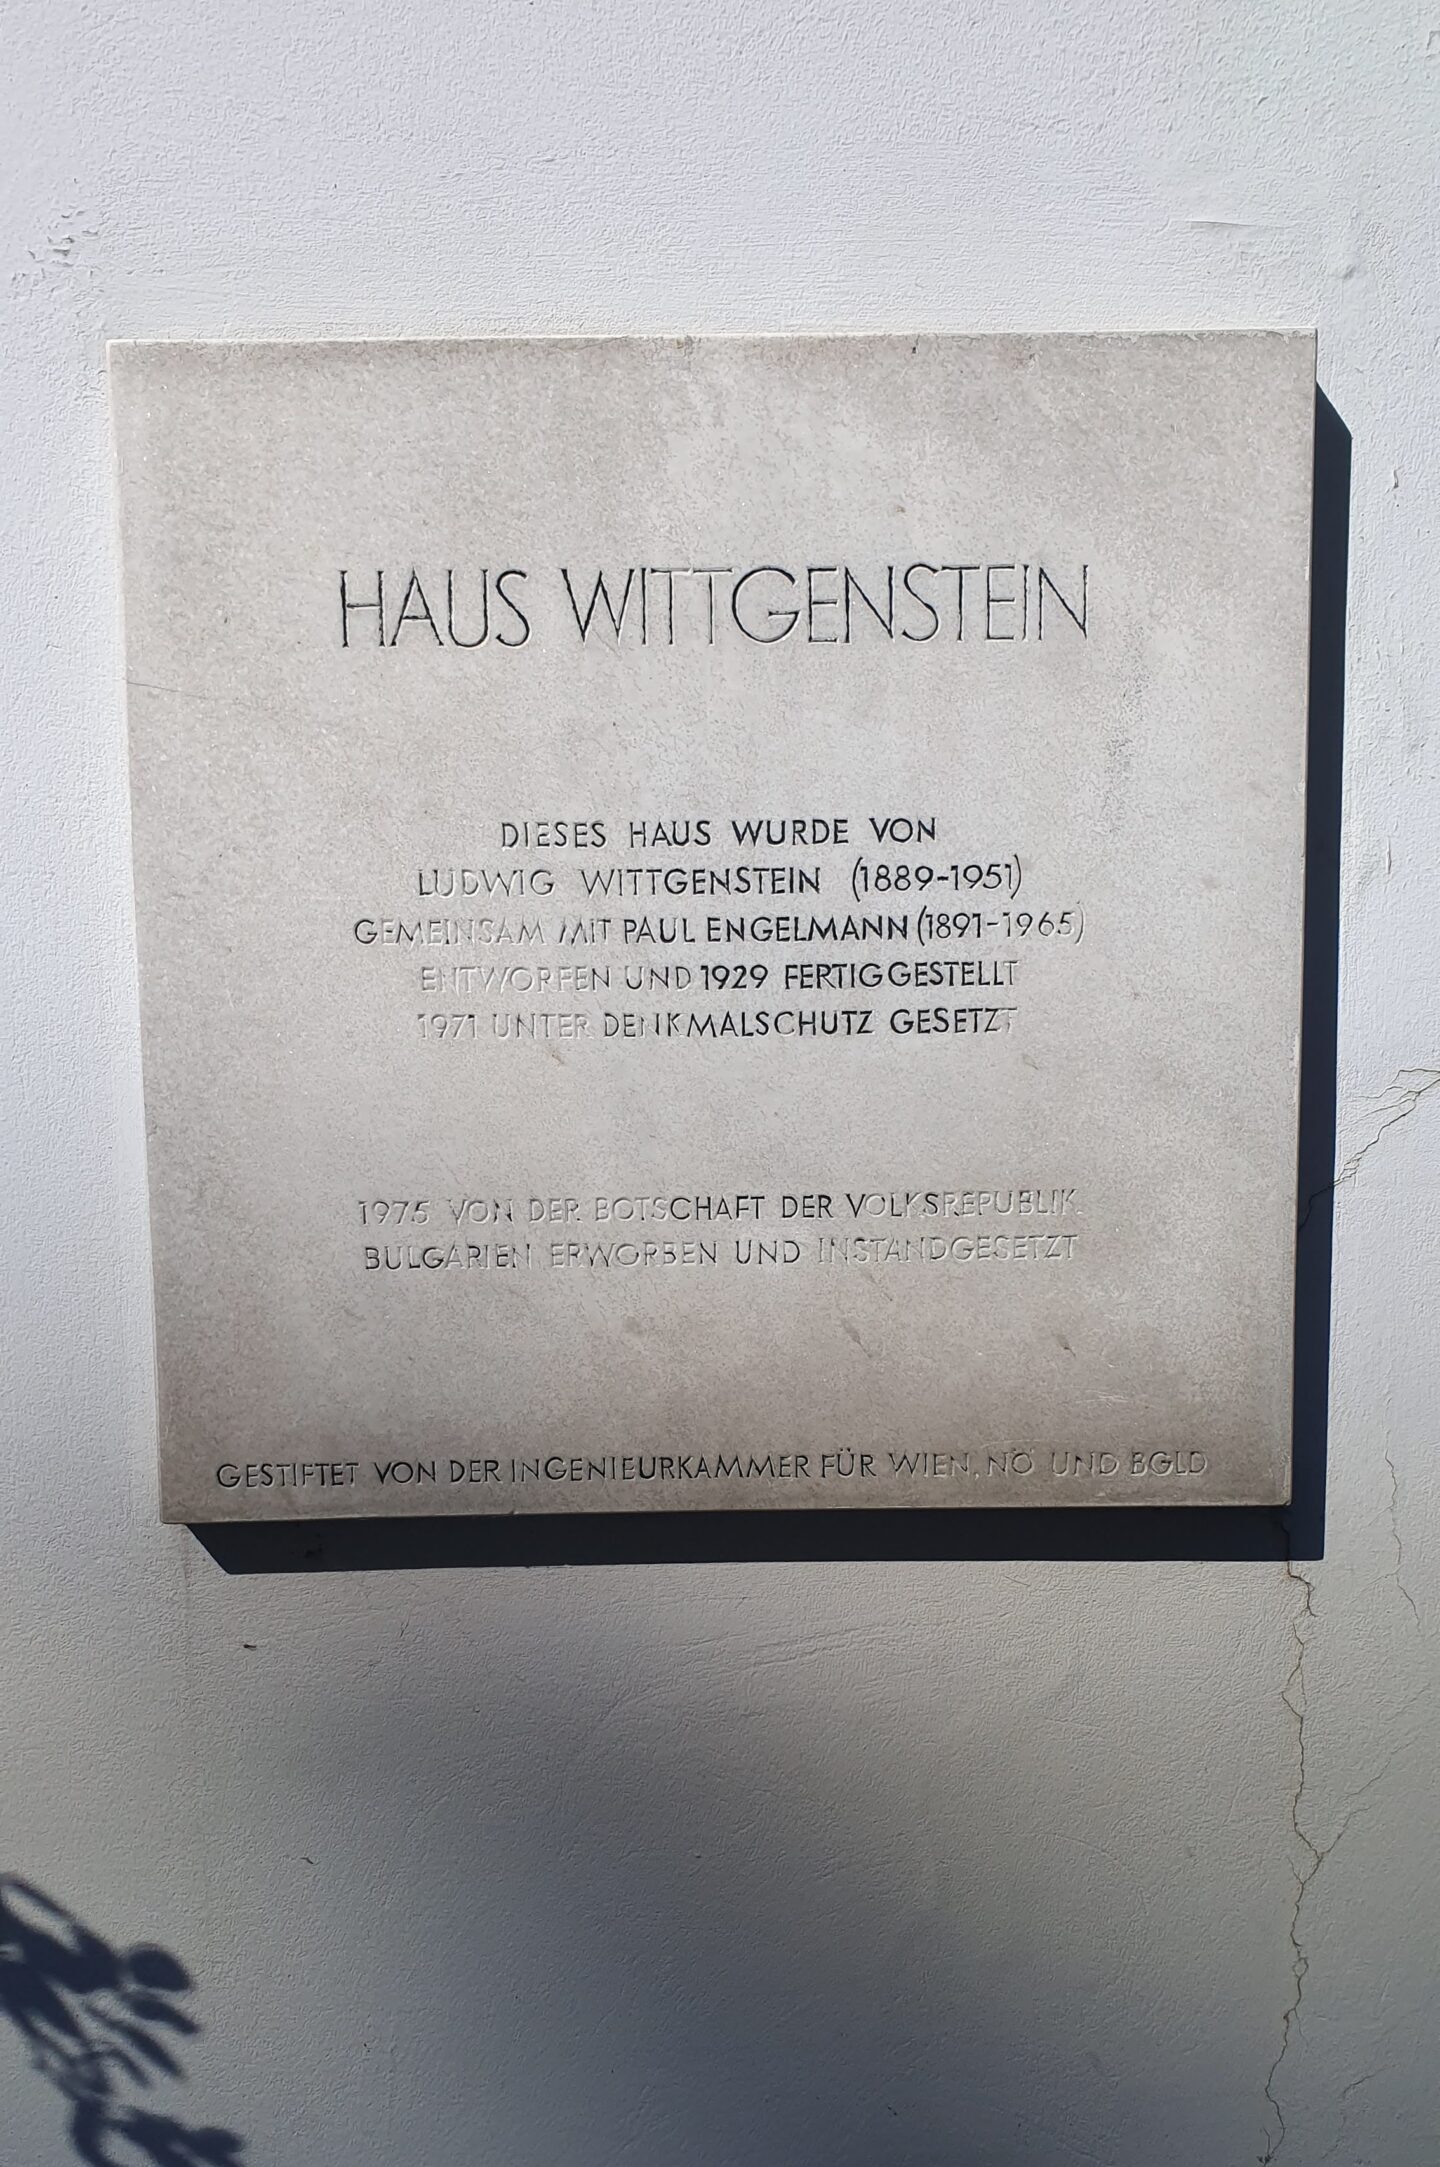 HAUS WITTGENSTEIN
DIESES HAUS WURDE VON
LUDWIG WITTGENSTEIN (1889-1951)
GEMEINSAM MIT PAUL ENGELMANN (1891-1965)
ENTWORFEN UND 1929 FERTIGGESTELLT
1971 UNTER DENKMALSCHUTZ GESETZT
1975 VON DER BOTSCHAFT DER VOLKSREPUBLIK
BULGARIEN ERWORBEN UND INSTANDGESETZT
GESTIFTET VON DER INGENIEURKAMMER FÜR WIEN, NÖ UND BGLD